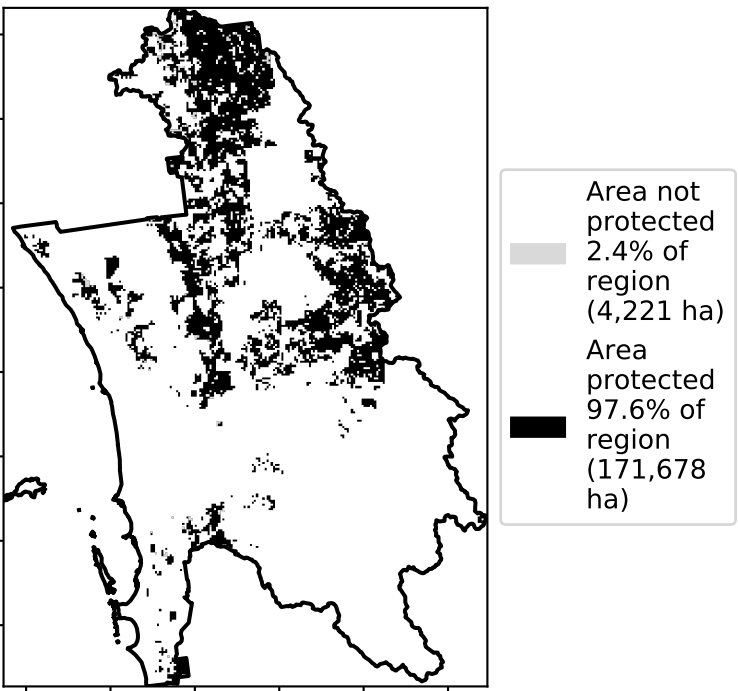 Area not
protected
2.4% of
region
(4,221 ha)
Area
protected
97.6% of
region
(171,678
ha)